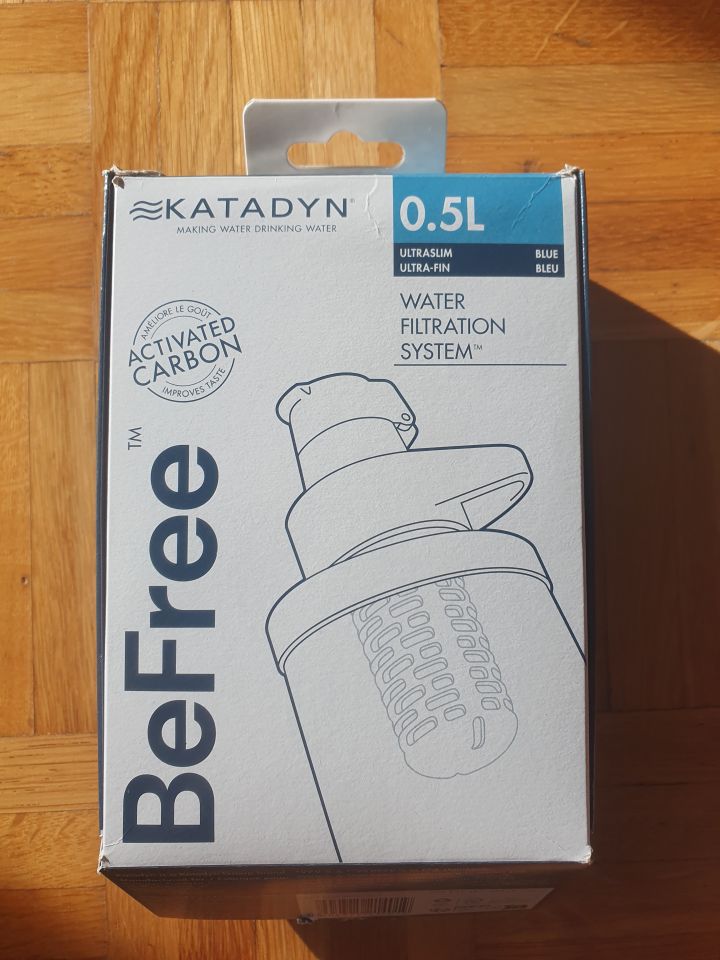 KATADYN®
MAKING WATER DRINKING WATER
0.5L
ULTRASLIM BLUE
ULTRA-FIN BLEU
WATER
FILTRATION
SYSTEM™
AMÉLIORE LE GOÛT
ACTIVATED
CARBON
IMPROVES TASTE
BeFree™